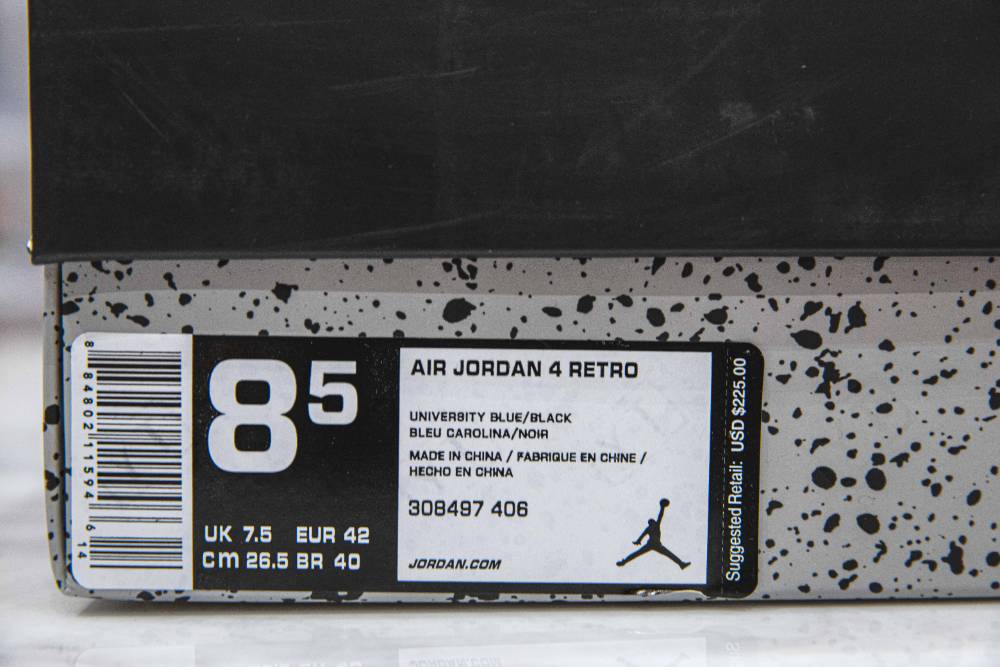 8 84802 11594 6 14
8 5
UK 7.5 EUR 42
cm 26.5 BR 40
AIR JORDAN 4 RETRO
UNIVERSITY BLUE/BLACK
BLEU CAROLINA/NOIR
MADE IN CHINA / FABRIQUE EN CHINE /
HECHO EN CHINA
308497 406
JORDAN.COM
Suggested Retail: USD $225.00